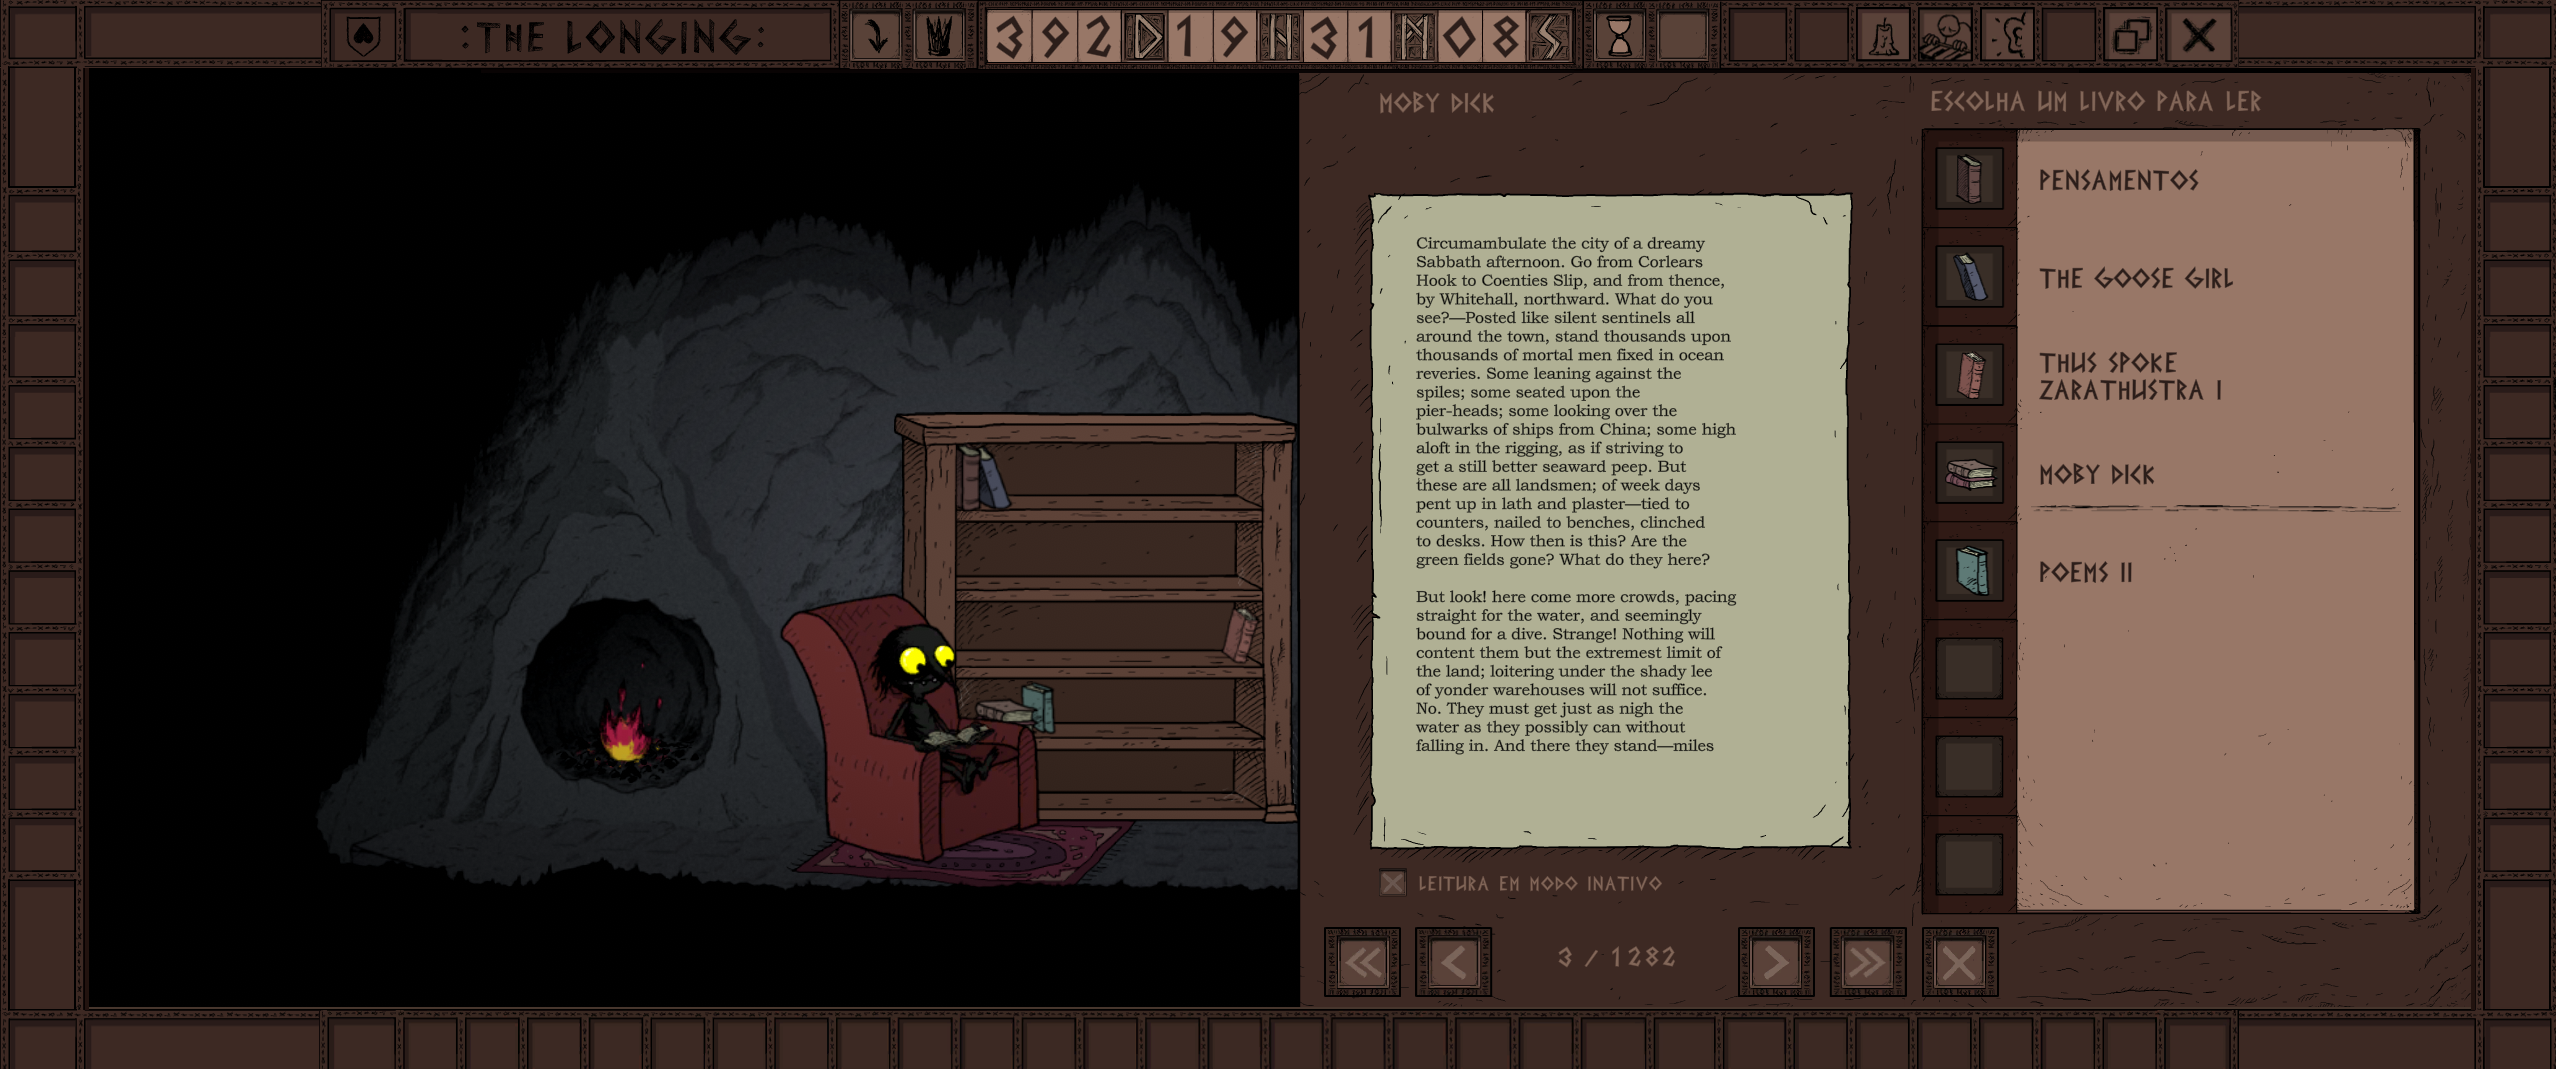 :THE LONGING:
392D19H31M08S
MOBY DICK
Circumambulate the city of a dreamy
Sabbath afternoon. Go from Corlears
Hook to Coenties Slip, and from thence,
by Whitehall, northward. What do you
see?—Posted like silent sentinels all
around the town, stand thousands upon
thousands of mortal men fixed in ocean
reveries. Some leaning against the
spiles; some seated upon the
pier-heads; some looking over the
bulwarks of ships from China; some high
aloft in the rigging, as if striving to
get a still better seaward peep. But
these are all landsmen; of week days
pent up in lath and plaster—tied to
counters, nailed to benches, clinched
to desks. How then is this? Are the
green fields gone? What do they here?
But look! here come more crowds, pacing
straight for the water, and seemingly
bound for a dive. Strange! Nothing will
content them but the extremest limit of
the land; loitering under the shady lee
of yonder warehouses will not suffice.
No. They must get just as nigh the
water as they possibly can without
falling in. And there they stand—miles
LEITURA EM MODO INATIVO
3 / 1282
ESCOLHA UM LIVRO PARA LER
PENSAMENTOS
THE GOOSE GIRL
THUS SPOKE
ZARATHUSTRA I
MOBY DICK
POEMS II